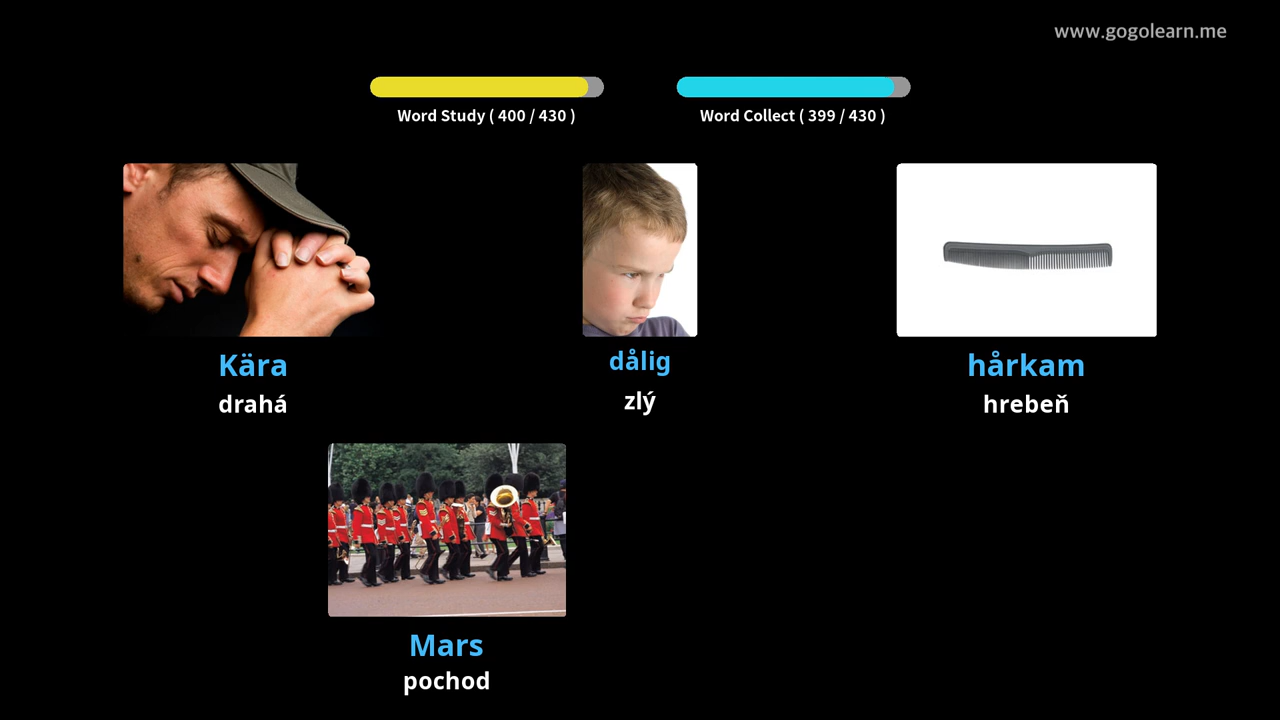 www.gogolearn.me
Word Study ( 400 / 430 )
Word Collect ( 399 / 430 )
Kära
drahá
dålig
zlý
hårkam
hrebeň
Mars
pochod